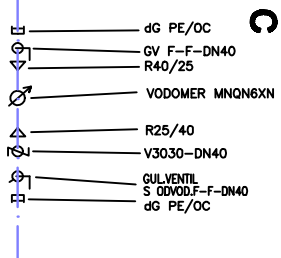 C
dG PE/OC
GV F-F-DN40
R40/25
VODOMER MNQN6XN
R25/40
V3030-DN40
GUL.VENTIL
S ODVOD.F-F-DN40
dG PE/OC